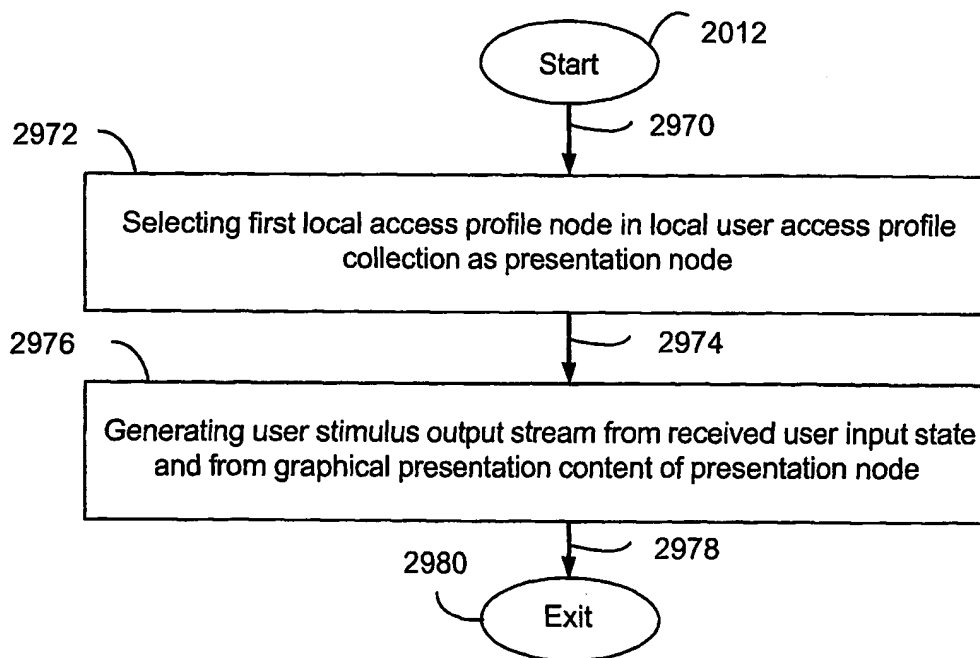 2012
Start
2970
2972
Selecting first local access profile node in local user access profile
collection as presentation node
2974
2976
Generating user stimulus output stream from received user input state
and from graphical presentation content of presentation node
2978
2980
Exit